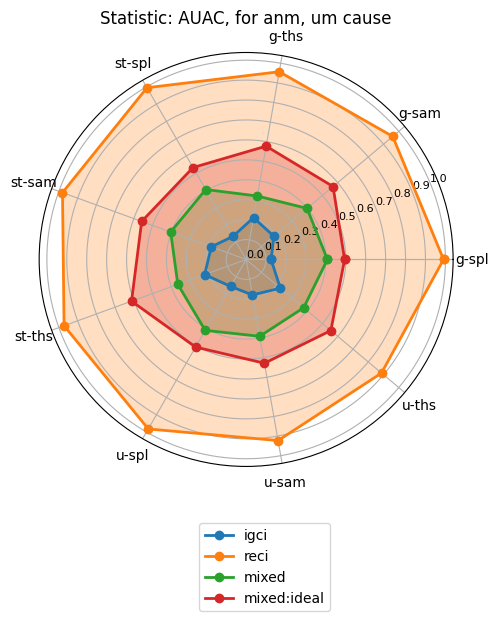 Statistic: AUAC, for anm, um cause
g-ths
st-spl
g-sam
st-sam
1.0
0.9
0.8
0.7
0.6
0.5
0.4
0.3
0.2
0.1
0.0
g-spl
st-ths
u-ths
u-spl
u-sam
igci
reci
mixed
mixed:ideal